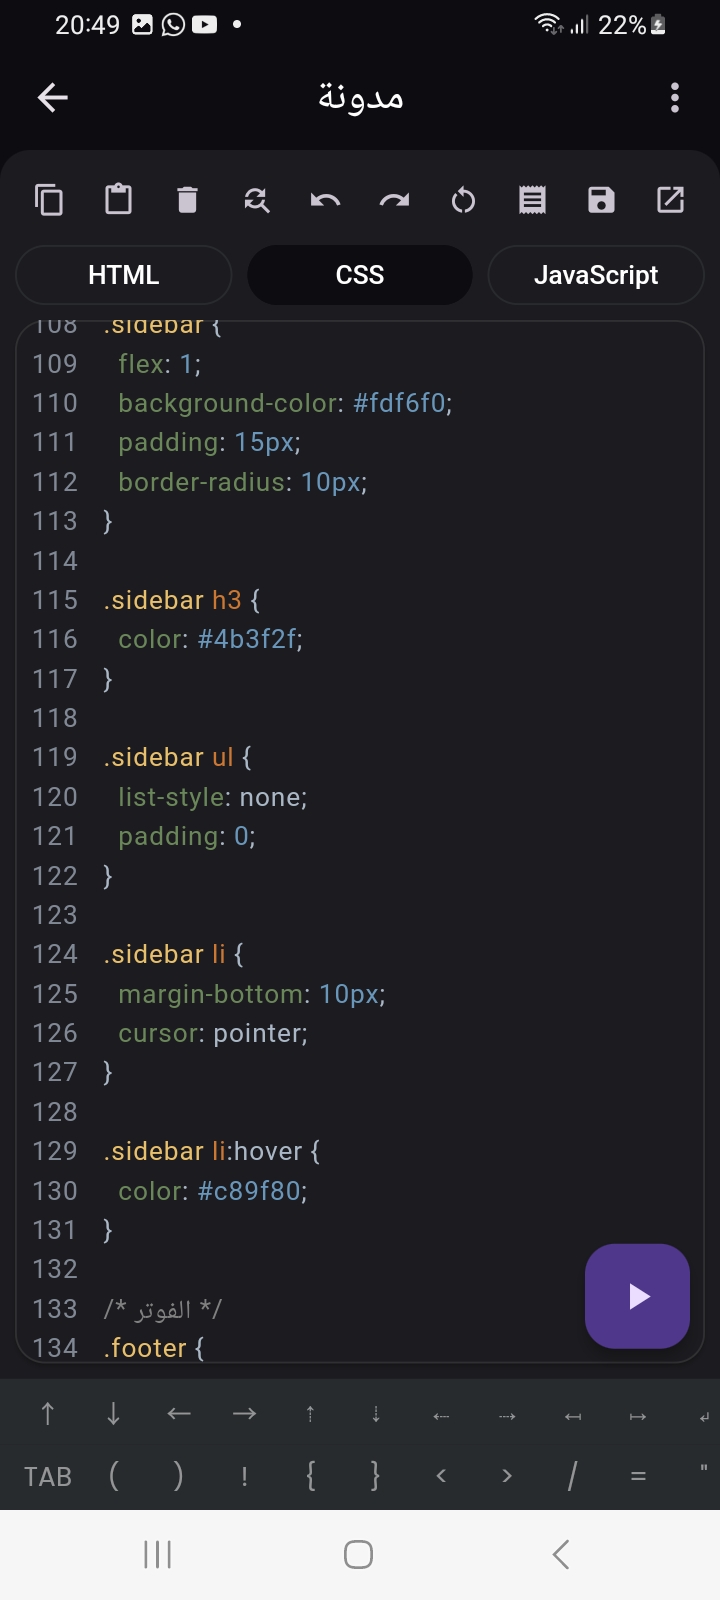 20:49
22%
مدونة
HTML CSS JavaScript
108 .sidebar {
109 flex: 1;
110 background-color: #fdf6f0;
111 padding: 15px;
112 border-radius: 10px;
113 }
114
115 .sidebar h3 {
116 color: #4b3f2f;
117 }
118
119 .sidebar ul {
120 list-style: none;
121 padding: 0;
122 }
123
124 .sidebar li {
125 margin-bottom: 10px;
126 cursor: pointer;
127 }
128
129 .sidebar li:hover {
130 color: #c89f80;
131 }
132
133 /* الفوتر */
134 .footer {
↑ ↓ ← → ⇡ ⇣ ⇠ ⇢ ↤ ↦ ↲
TAB ( ) ! { } < > / = "